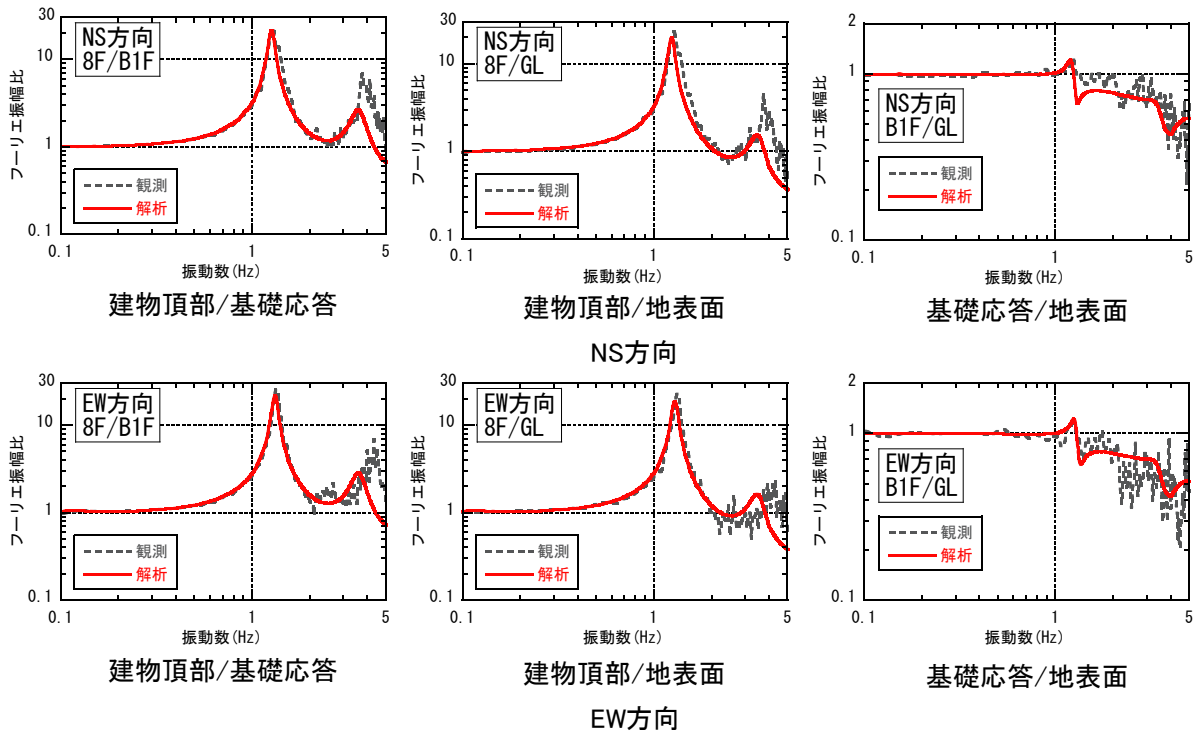 フーリエ振幅比
30
10
1
0.1
NS方向
8F/B1F
観測
解析
0.1
1
5
振動数(Hz)
建物頂部/基礎応答
フーリエ振幅比
30
10
1
0.1
NS方向
8F/GL
観測
解析
0.1
1
5
振動数(Hz)
建物頂部/地表面
フーリエ振幅比
2
1
0.1
NS方向
B1F/GL
観測
解析
0.1
1
5
振動数(Hz)
基礎応答/地表面
NS方向
フーリエ振幅比
30
10
1
0.1
EW方向
8F/B1F
観測
解析
0.1
1
5
振動数(Hz)
建物頂部/基礎応答
フーリエ振幅比
30
10
1
0.1
EW方向
8F/GL
観測
解析
0.1
1
5
振動数(Hz)
建物頂部/地表面
フーリエ振幅比
2
1
0.1
EW方向
B1F/GL
観測
解析
0.1
1
5
振動数(Hz)
基礎応答/地表面
EW方向